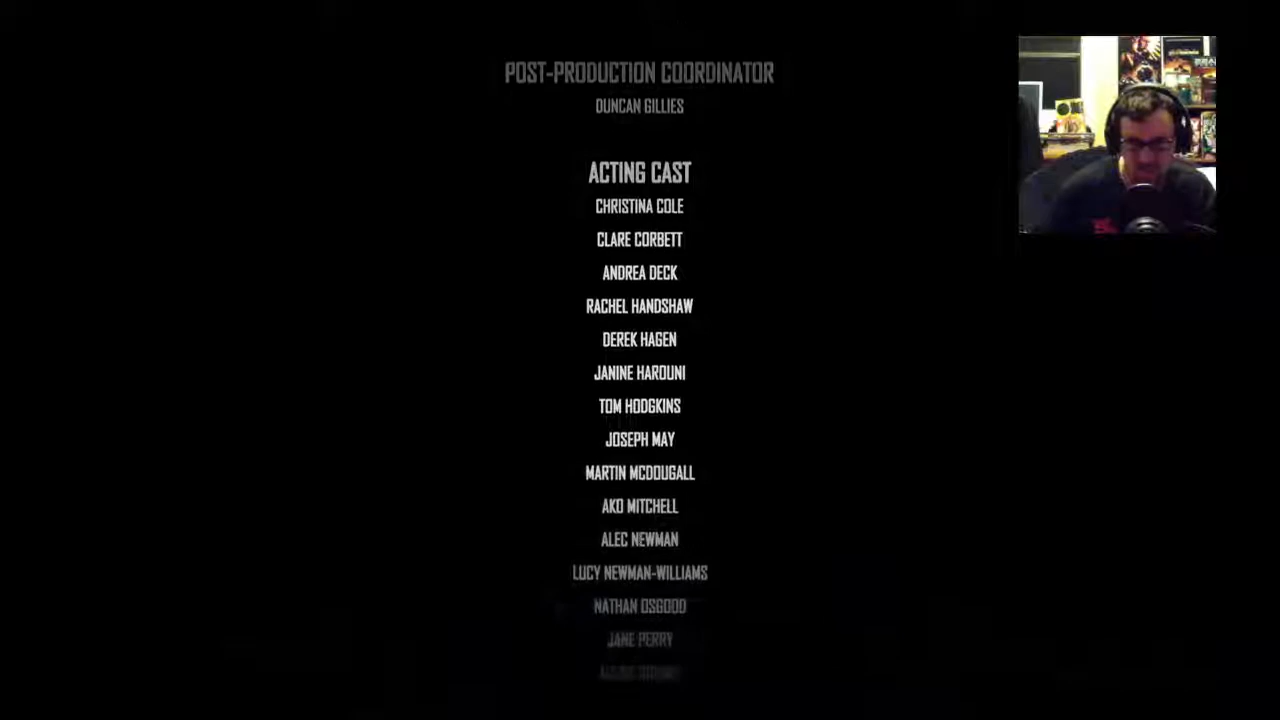 POST-PRODUCTION COORDINATOR
DUNCAN GILLIES
ACTING CAST
CHRISTINA COLE
CLARE CORBETT
ANDREA DECK
RACHEL HANDSHAW
DEREK HAGEN
JANINE HAROUNI
TOM HODGKINS
JOSEPH MAY
MARTIN MCDOUGALL
AKO MITCHELL
ALEC NEWMAN
LUCY NEWMAN-WILLIAMS
NATHAN OSGOOD
JANE PERRY